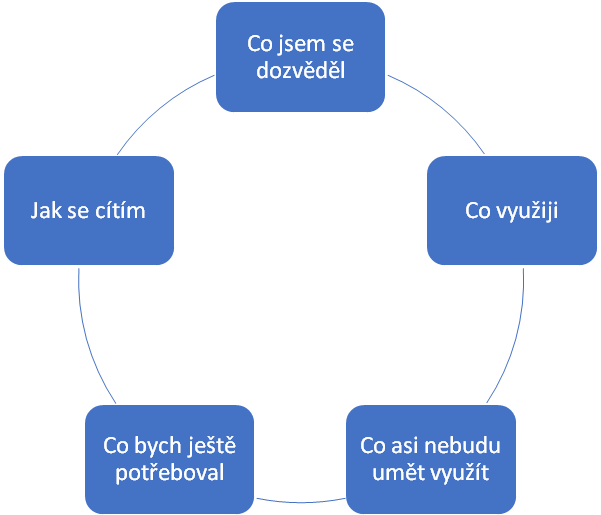 Co jsem se
dozvěděl
Jak se cítím
Co využiji
Co bych ještě
potřeboval
Co asi nebudu
umět využít